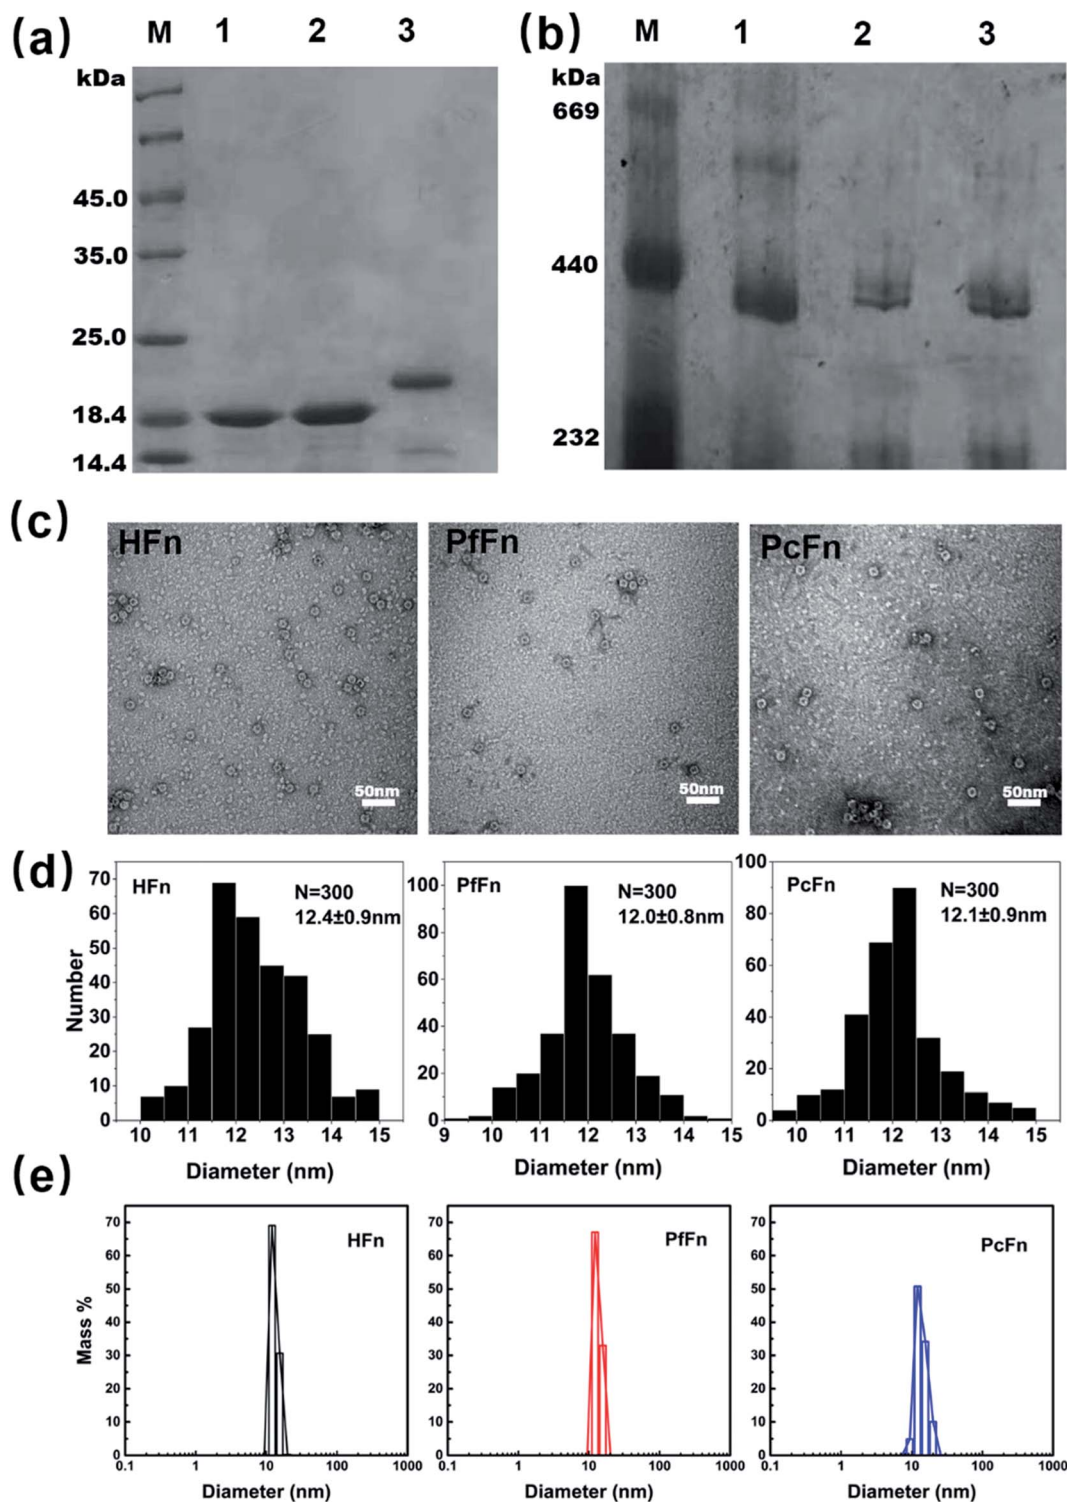 (a) M 1 2 3
kDa
45.0
35.0
25.0
18.4
14.4
(b) M 1 2 3
kDa
669
440
232
(c)
HFn
50nm
PfFn
50nm
PcFn
50nm
(d)
Number
70
60
50
40
30
20
10
0
HFn
N=300
12.4±0.9nm
10 11 12 13 14 15
Diameter (nm)
100
80
60
40
20
0
PfFn
N=300
12.0±0.8nm
9 10 11 12 13 14 15
Diameter (nm)
100
80
60
40
20
0
PcFn
N=300
12.1±0.9nm
10 11 12 13 14 15
Diameter (nm)
(e)
Mass %
70
60
50
40
30
20
10
0
HFn
0.1 1 10 100 1000
Diameter (nm)
70
60
50
40
30
20
10
0
PfFn
0.1 1 10 100 1000
Diameter (nm)
70
60
50
40
30
20
10
0
PcFn
0.1 1 10 100 1000
Diameter (nm)